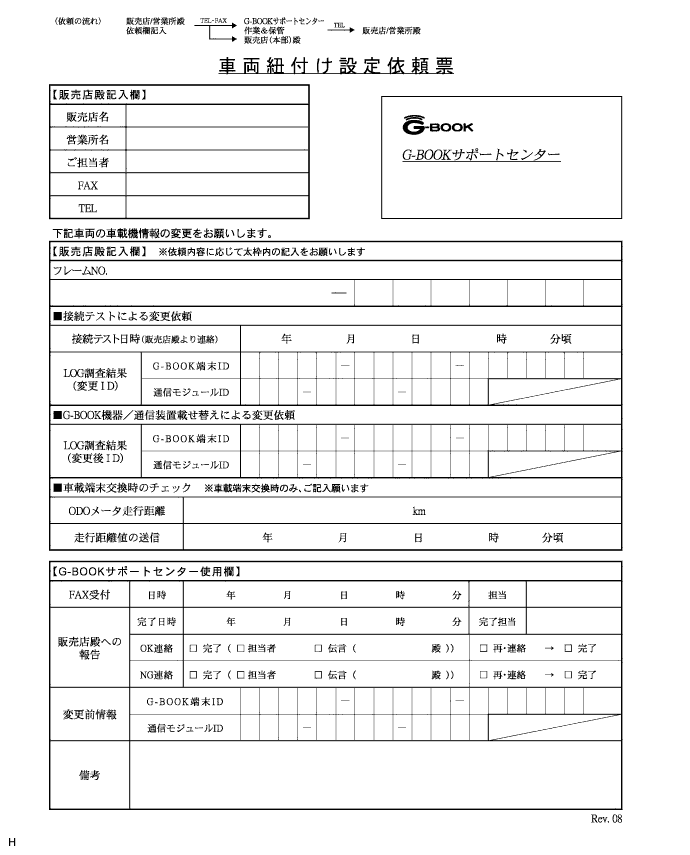 （依頼の流れ）
販売店/営業所殿 TEL・FAX G-BOOKサポートセンター
依頼欄記入 作業＆保管 TEL 販売店/営業所殿
販売店（本部）殿
車両紐付け設定依頼票
【販売店殿記入欄】
販売店名
営業所名
ご担当者
FAX
TEL
G-BOOK
G-BOOKサポートセンター
下記車両の車載機情報の変更をお願いします。
【販売店殿記入欄】 ※依頼内容に応じて太枠内の記入をお願いします
フレームNO.
―
■接続テストによる変更依頼
接続テスト日時（販売店殿より連絡） 年 月 日 時 分頃
LOG調査結果
（変更ID）
G-BOOK端末ID － －
通信モジュールID － －
■G-BOOK機器／通信装置載せ替えによる変更依頼
LOG調査結果
（変更後ID）
G-BOOK端末ID － －
通信モジュールID － －
■車載端末交換時のチェック ※車載端末交換時のみ、ご記入願います
ODOメータ走行距離 km
走行距離値の送信 年 月 日 時 分頃
【G-BOOKサポートセンター使用欄】
FAX受付 日時 年 月 日 時 分 担当
販売店殿への
報告
完了日時 年 月 日 時 分 完了担当
OK連絡 □ 完了（ □ 担当者 □ 伝言（ 殿 )) □ 再・連絡 → □ 完了
NG連絡 □ 完了（ □ 担当者 □ 伝言（ 殿 )) □ 再・連絡 → □ 完了
変更前情報
G-BOOK端末ID － －
通信モジュールID － －
備考
Rev. 08
H